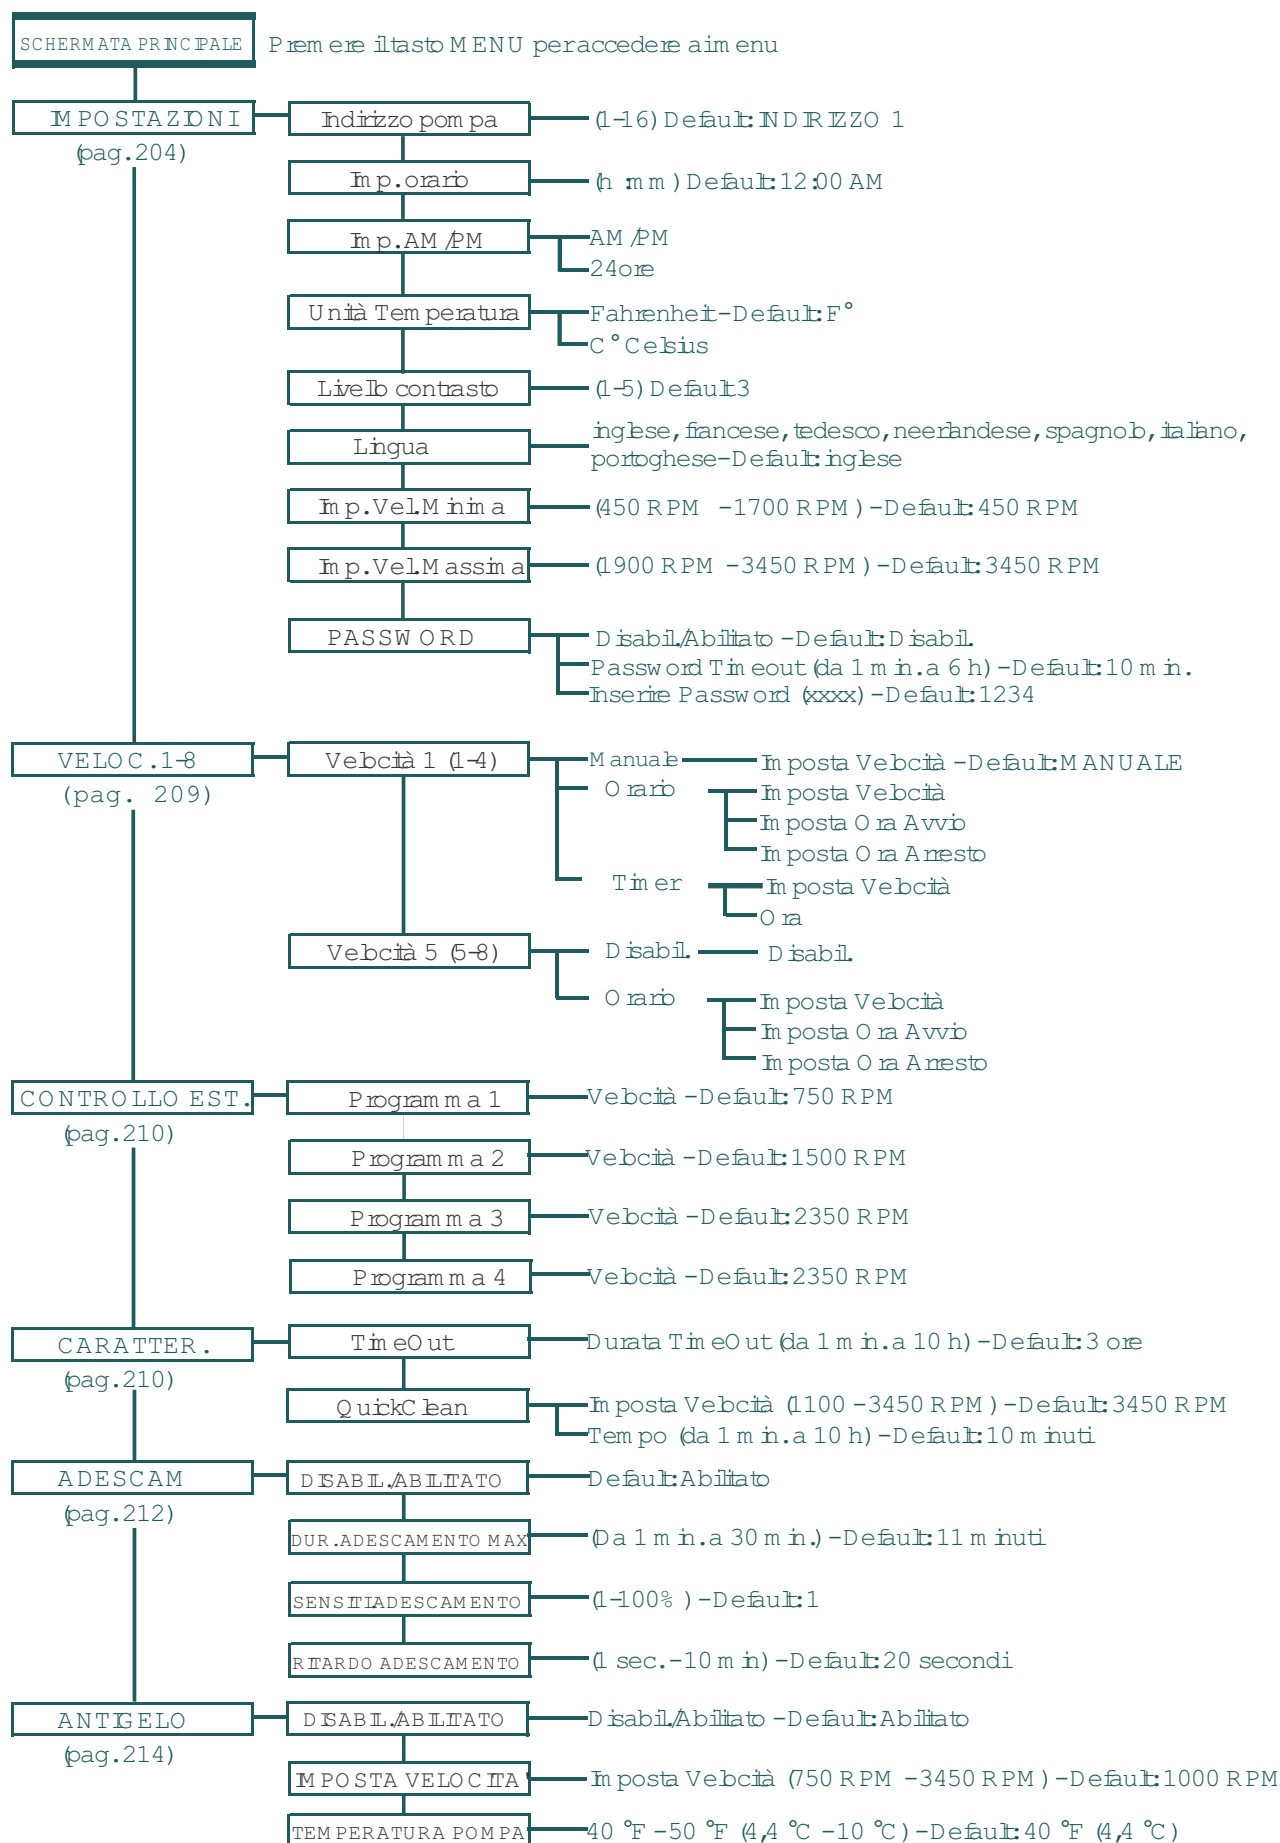 SCHERMATA PRINCIPALE Premere il tasto MENU per accedere ai menu
IMPOSTAZIONI Indirizzo pompa (1-16) Default: INDIRIZZO 1
(pag. 204)
Imp. orario (h:mm) Default: 12:00 AM
Imp. AM/PM AM/PM
24ore
Unità Temperatura Fahrenheit - Default: F°
C° Celsius
Livello contrasto (1-5) Default 3
Lingua inglese, francese, tedesco, neerlandese, spagnolo, italiano,
portoghese - Default: inglese
Imp. Vel. Minima (450 RPM - 1700 RPM) - Default: 450 RPM
Imp. Vel. Massima (1900 RPM - 3450 RPM) - Default: 3450 RPM
PASSWORD Disabil./Abilitato - Default: Disabil.
Password Timeout (da 1 min. a 6 h) - Default: 10 min.
Inserire Password (xxxx) - Default: 1234
VELOC. 1-8 Velocità 1 (1-4) Manuale Imposta Velocità - Default: MANUALE
(pag. 209) Orario Imposta Velocità
Imposta Ora Avvio
Imposta Ora Arresto
Timer Imposta Velocità
Ora
Velocità 5 (5-8) Disabil. Disabil.
Orario Imposta Velocità
Imposta Ora Avvio
Imposta Ora Arresto
CONTROLLO EST. Programma 1 Velocità - Default: 750 RPM
(pag. 210)
Programma 2 Velocità - Default: 1500 RPM
Programma 3 Velocità - Default: 2350 RPM
Programma 4 Velocità - Default: 2350 RPM
CARATTER. TimeOut Durata TimeOut (da 1 min. a 10 h) - Default: 3 ore
(pag. 210)
QuickClean Imposta Velocità (1100 - 3450 RPM) - Default: 3450 RPM
Tempo (da 1 min. a 10 h) - Default: 10 minuti
ADESCAM DISABIL./ABILITATO Default: Abilitato
(pag. 212)
DUR. ADESCAMENTO MAX (Da 1 min. a 30 min.) - Default: 11 minuti
SENSITI. ADESCAMENTO (1-100%) - Default: 1
RITARDO ADESCAMENTO (1 sec. - 10 min) - Default: 20 secondi
ANTIGELO DISABIL./ABILITATO Disabil./Abilitato - Default: Abilitato
(pag. 214)
IMPOSTA VELOCITA' Imposta Velocità (750 RPM - 3450 RPM) - Default: 1000 RPM
TEMPERATURA POMPA 40 °F - 50 °F (4,4 °C - 10 °C) - Default: 40 °F (4,4 °C)